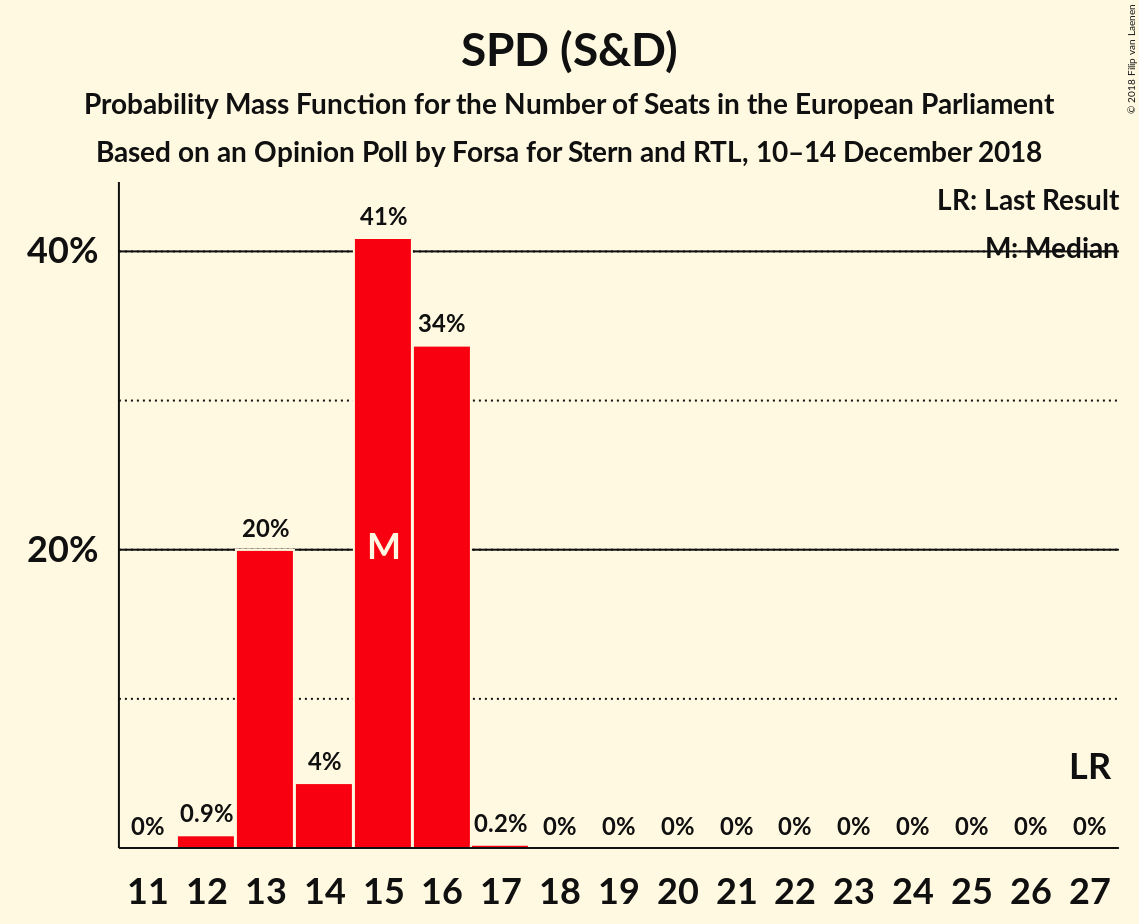 SPD (S&D)
Probability Mass Function for the Number of Seats in the European Parliament
Based on an Opinion Poll by Forsa for Stern and RTL, 10–14 December 2018
© 2018 Filip van Laenen
LR: Last Result
M: Median
40%
20%
0%
0.9%
20%
4%
41%
34%
0.2%
0%
0%
0%
0%
0%
0%
0%
0%
0%
0%
M
LR
11 12 13 14 15 16 17 18 19 20 21 22 23 24 25 26 27